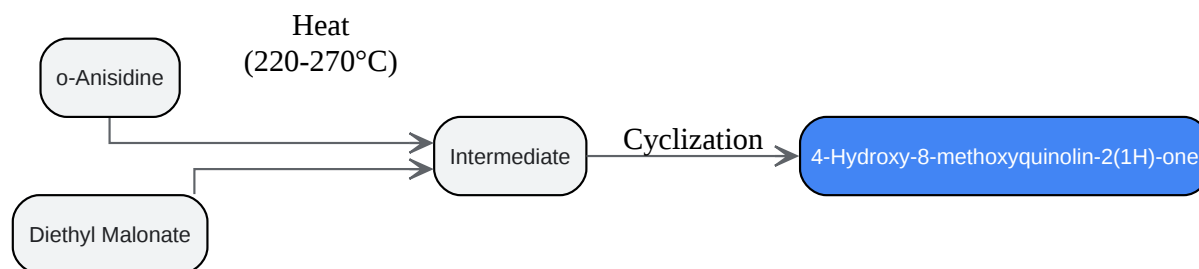 Heat
(220-270°C)
o-Anisidine
Intermediate
Cyclization
4-Hydroxy-8-methoxyquinolin-2(1H)-one
Diethyl Malonate